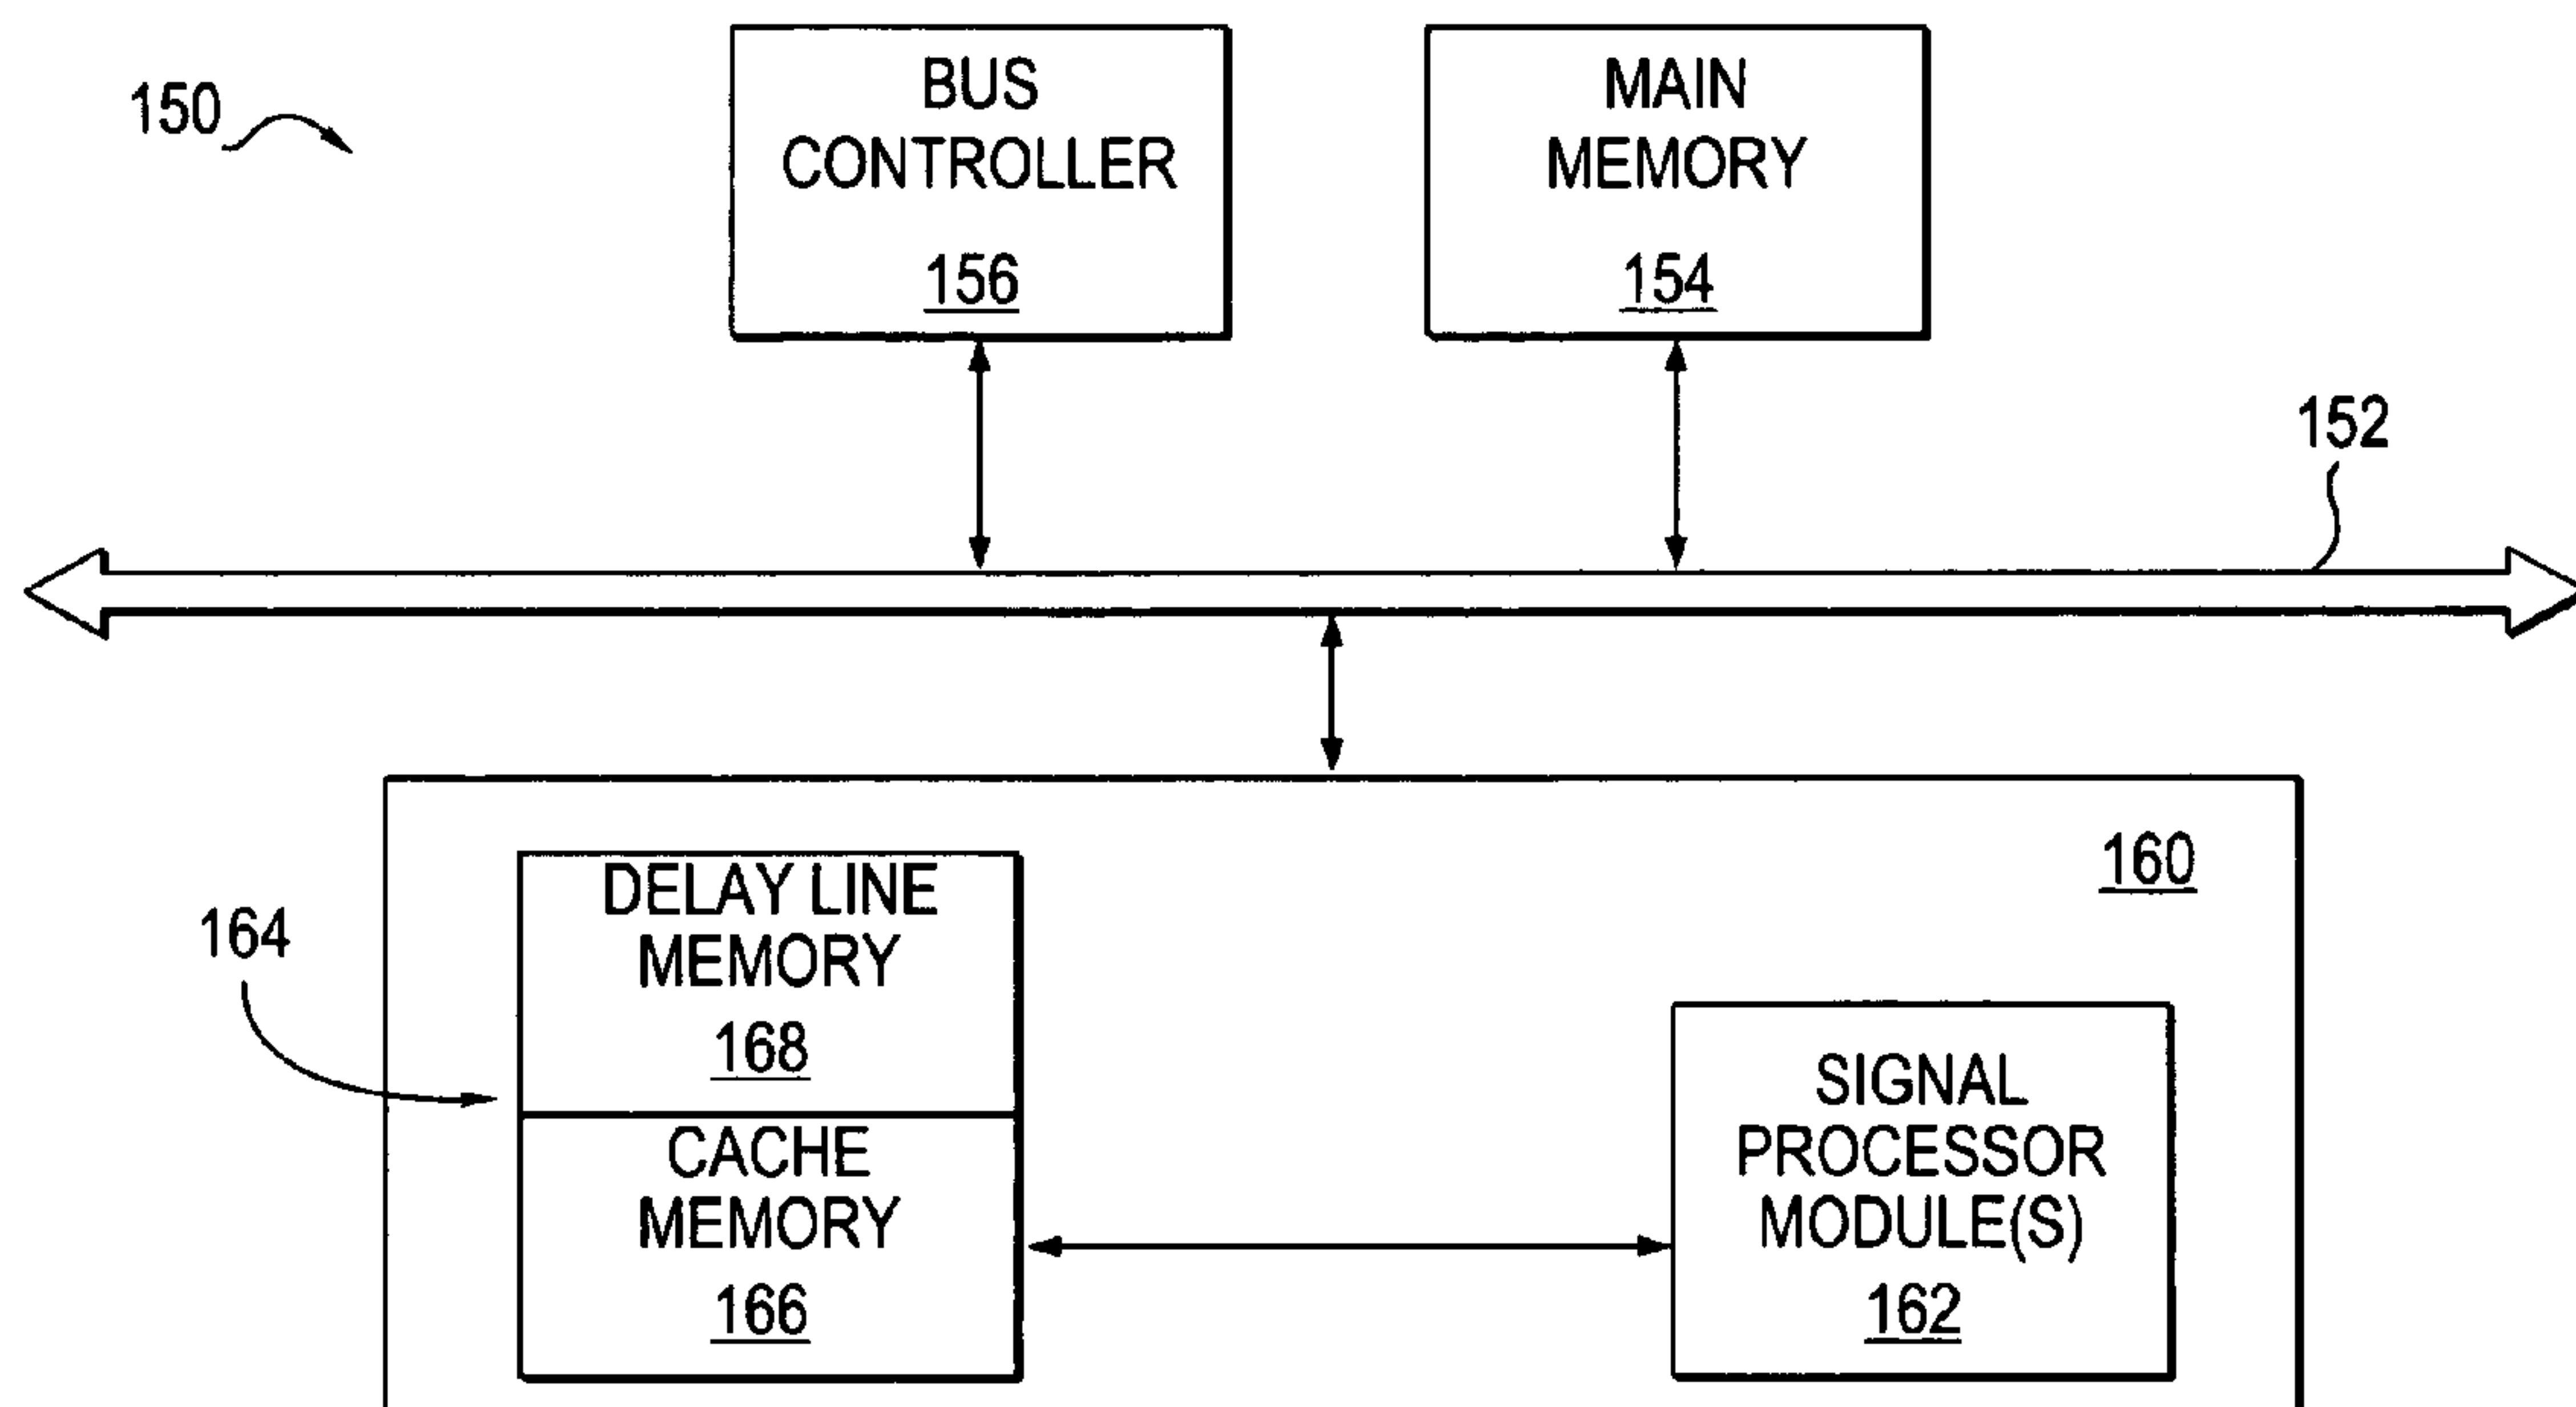 150
BUS
CONTROLLER
156
MAIN
MEMORY
154
152
160
164
DELAY LINE
MEMORY
168
CACHE
MEMORY
166
SIGNAL
PROCESSOR
MODULE(S)
162